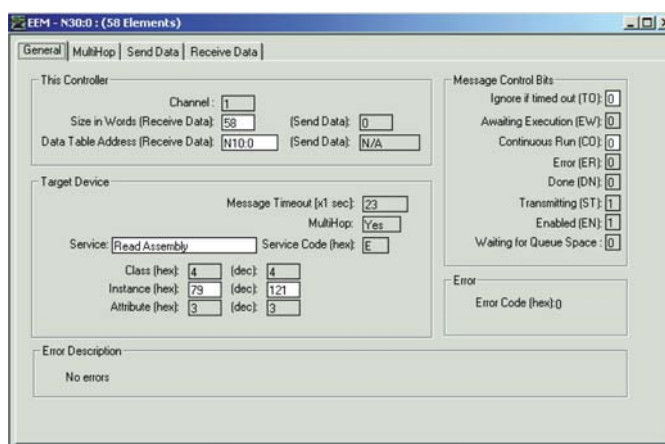 EEM - N30:0 : (58 Elements)
General MultiHop Send Data Receive Data
This Controller
Channel : 1
Size in Words (Receive Data): 58 (Send Data): 0
Data Table Address (Receive Data): N10:0 (Send Data): N/A
Target Device
Message Timeout [x1 sec]: 23
MultiHop: Yes
Service: Read Assembly Service Code (hex): E
Class (hex): 4 (dec): 4
Instance (hex): 79 (dec): 121
Attribute (hex): 3 (dec): 3
Message Control Bits
Ignore if timed out (TO): 0
Awaiting Execution (EW): 0
Continuous Run (CO): 0
Error (ER): 0
Done (DN): 0
Transmitting (ST): 1
Enabled (EN): 1
Waiting for Queue Space : 0
Error
Error Code (hex):0
Error Description
No errors